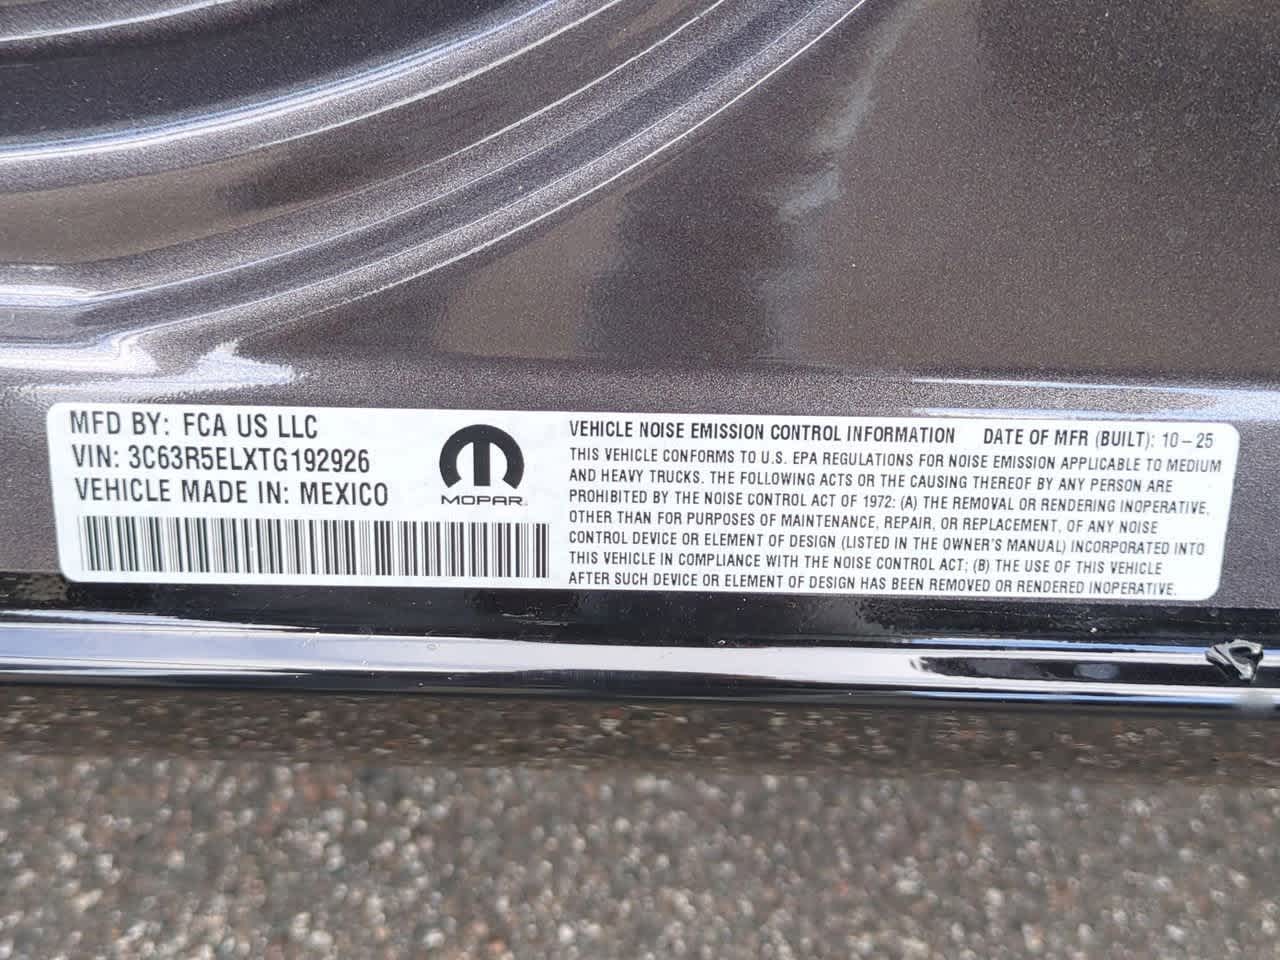 MFD BY: FCA US LLC
VIN: 3C63R5ELXTG192926
VEHICLE MADE IN: MEXICO
MOPAR
VEHICLE NOISE EMISSION CONTROL INFORMATION DATE OF MFR (BUILT): 10-25
THIS VEHICLE CONFORMS TO U.S. EPA REGULATIONS FOR NOISE EMISSION APPLICABLE TO MEDIUM
AND HEAVY TRUCKS. THE FOLLOWING ACTS OR THE CAUSING THEREOF BY ANY PERSON ARE
PROHIBITED BY THE NOISE CONTROL ACT OF 1972: (A) THE REMOVAL OR RENDERING INOPERATIVE,
OTHER THAN FOR PURPOSES OF MAINTENANCE, REPAIR, OR REPLACEMENT, OF ANY NOISE
CONTROL DEVICE OR ELEMENT OF DESIGN (LISTED IN THE OWNER'S MANUAL) INCORPORATED INTO
THIS VEHICLE IN COMPLIANCE WITH THE NOISE CONTROL ACT; (B) THE USE OF THIS VEHICLE
AFTER SUCH DEVICE OR ELEMENT OF DESIGN HAS BEEN REMOVED OR RENDERED INOPERATIVE.